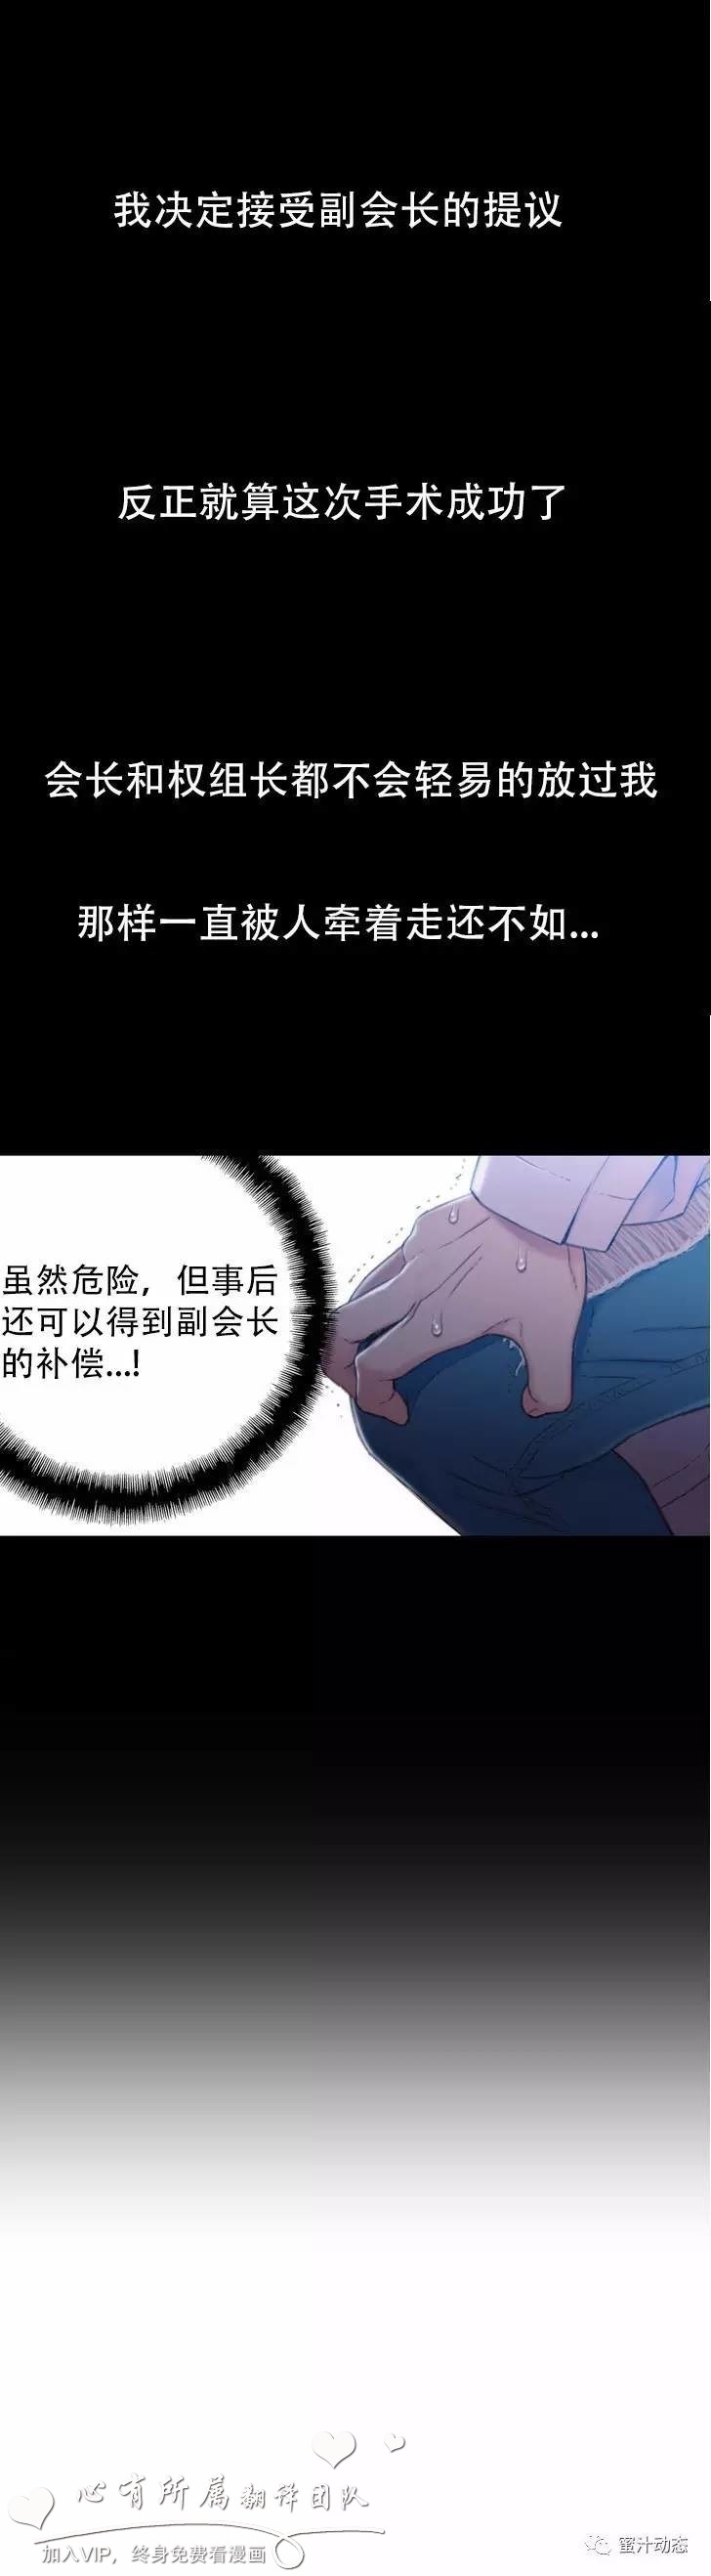 我决定接受副会长的提议
反正就算这次手术成功了
会长和权组长都不会轻易的放过我
那样一直被人牵着走还不如...
虽然危险，但事后
还可以得到副会长
的补偿...!
心有所属翻译团队
加入VIP，终身免费看漫画
蜜汁动态